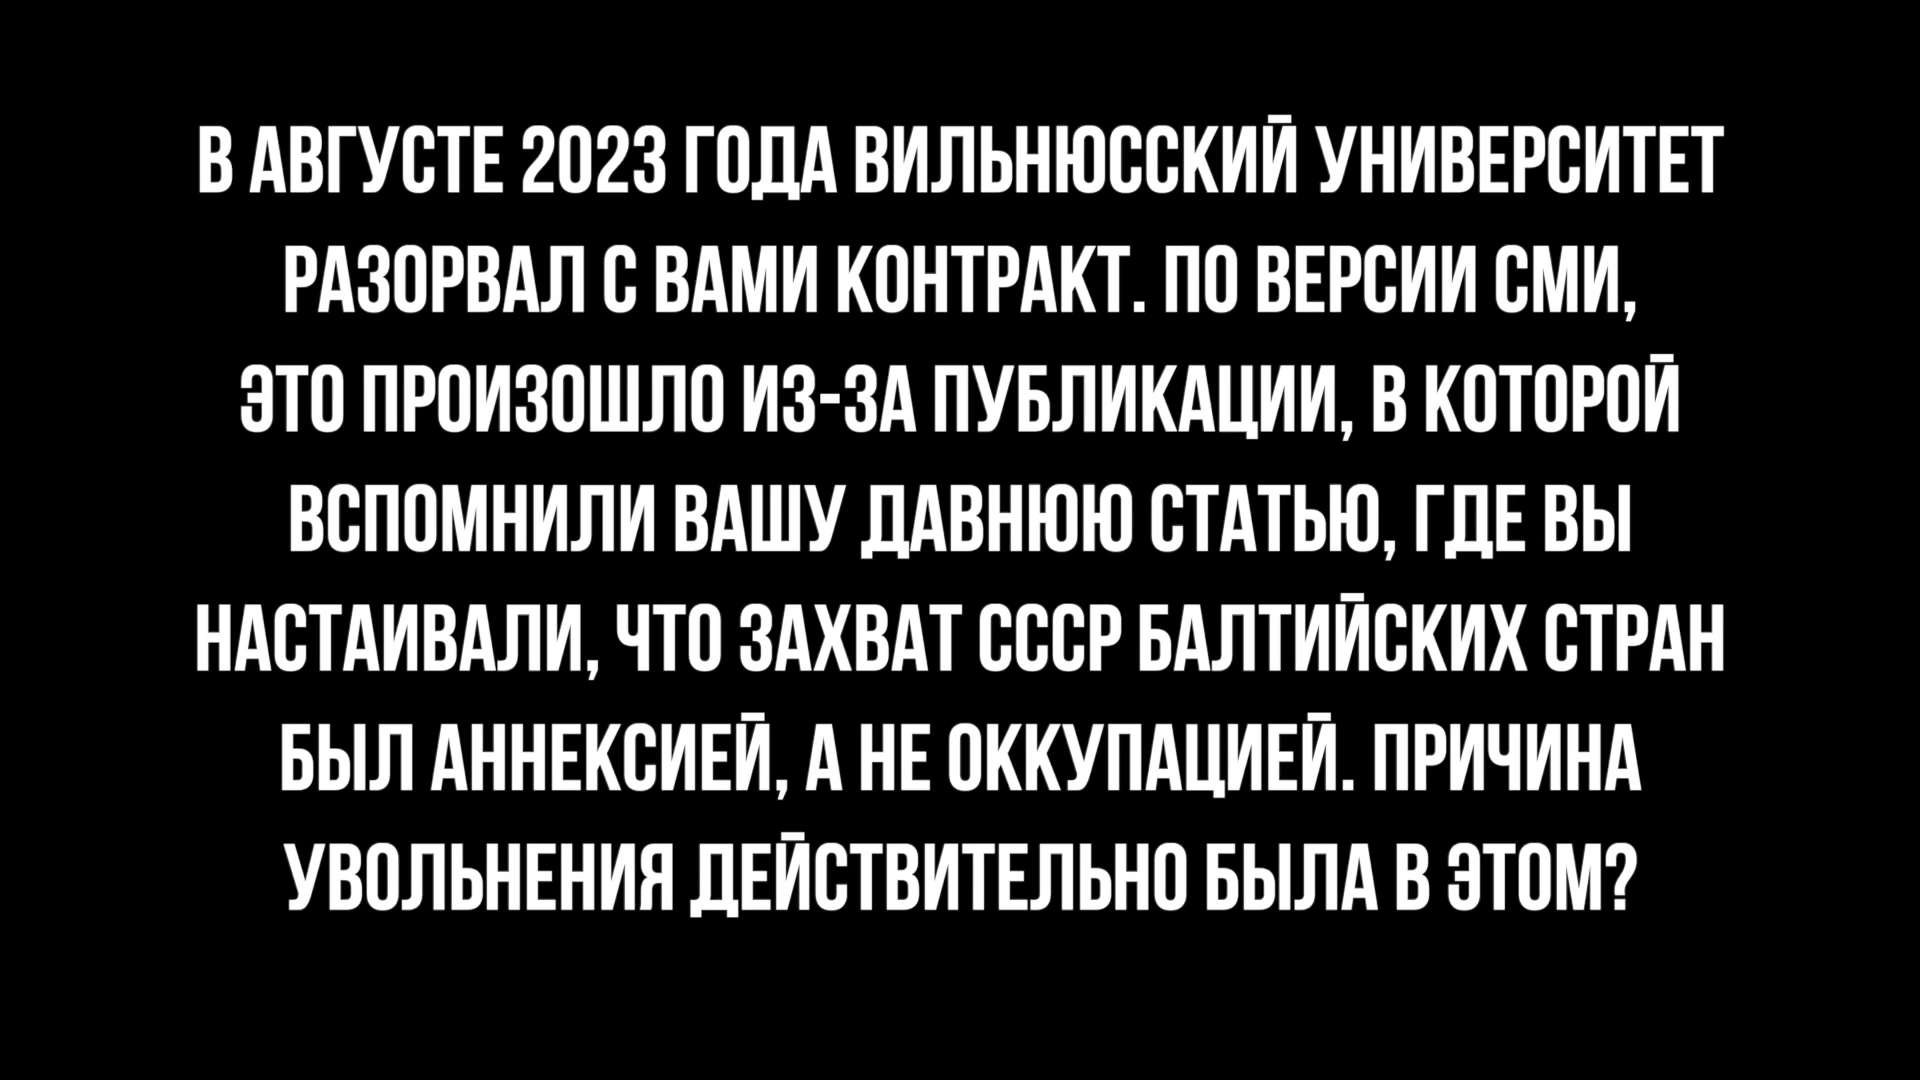 В АВГУСТЕ 2023 ГОДА ВИЛЬНЮССКИЙ УНИВЕРСИТЕТ
РАЗОРВАЛ С ВАМИ КОНТРАКТ. ПО ВЕРСИИ СМИ,
ЭТО ПРОИЗОШЛО ИЗ-ЗА ПУБЛИКАЦИИ, В КОТОРОЙ
ВСПОМНИЛИ ВАШУ ДАВНЮЮ СТАТЬЮ, ГДЕ ВЫ
НАСТАИВАЛИ, ЧТО ЗАХВАТ СССР БАЛТИЙСКИХ СТРАН
БЫЛ АННЕКСИЕЙ, А НЕ ОККУПАЦИЕЙ. ПРИЧИНА
УВОЛЬНЕНИЯ ДЕЙСТВИТЕЛЬНО БЫЛА В ЭТОМ?